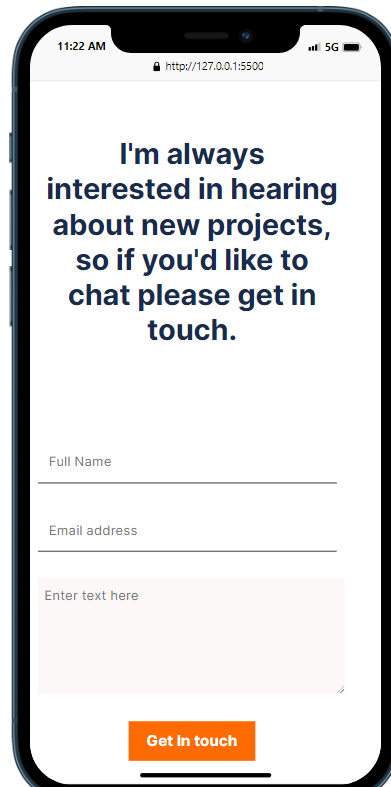 11:22 AM 5G
http://127.0.0.1:5500
I'm always
interested in hearing
about new projects,
so if you'd like to
chat please get in
touch.
Full Name
Email address
Enter text here
Get In touch